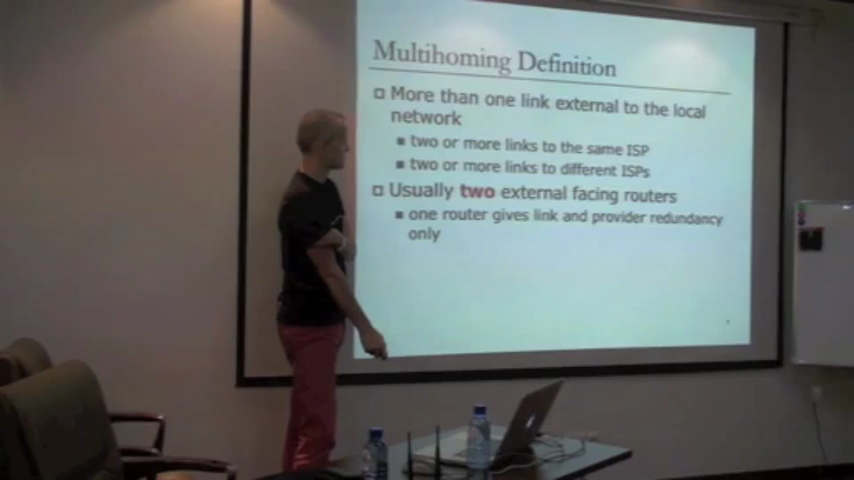 Multihoming Definition
More than one link external to the local
network
two or more links to the same ISP
two or more links to different ISPs
Usually two external facing routers
one router gives link and provider redundancy
only